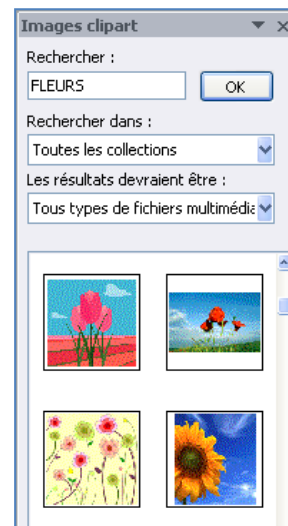 Images clipart
Rechercher :
FLEURS
OK
Rechercher dans :
Toutes les collections
Les résultats devraient être :
Tous types de fichiers multimédia